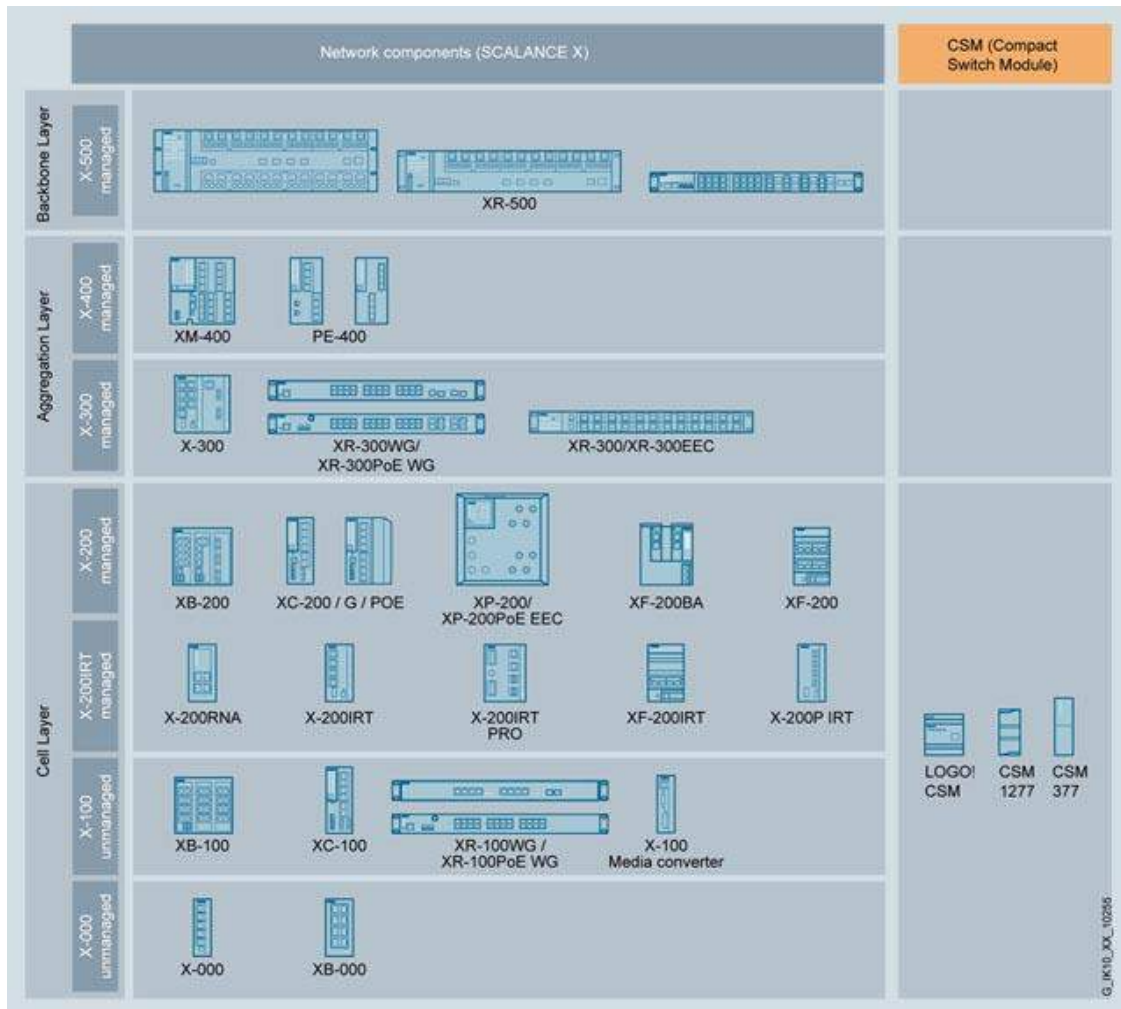 Network components (SCALANCE X)
CSM (Compact
Switch Module)
Backbone Layer
X-500
managed
XR-500
Aggregation Layer
X-400
managed
XM-400
PE-400
X-300
managed
X-300
XR-300WG/
XR-300PoE WG
XR-300/XR-300EEC
Cell Layer
X-200
managed
XB-200
XC-200 / G / POE
XP-200/
XP-200PoE EEC
XF-200BA
XF-200
X-200IRT
managed
X-200RNA
X-200IRT
X-200IRT
PRO
XF-200IRT
X-200P IRT
LOGO!
CSM
CSM
1277
CSM
377
X-100
unmanaged
XB-100
XC-100
XR-100WG /
XR-100PoE WG
X-100
Media converter
X-000
unmanaged
X-000
XB-000
G_IK10_XX_10255